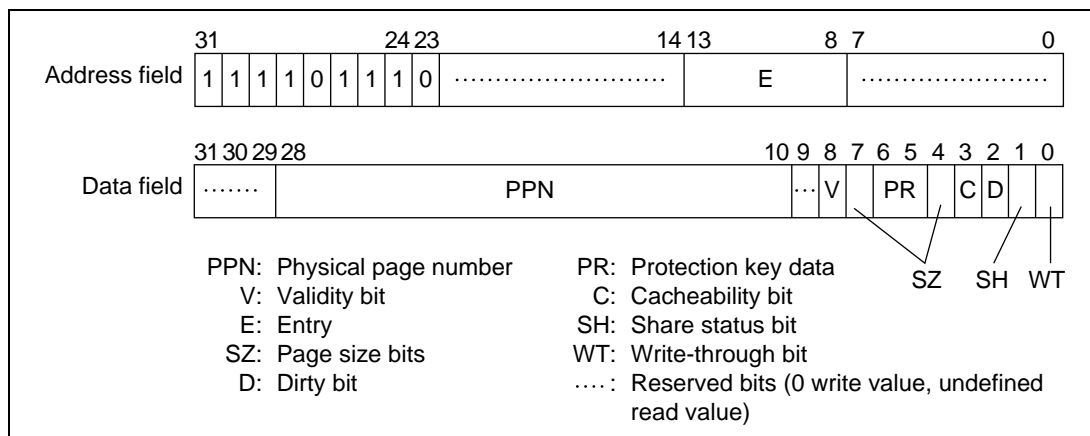 31 24 23 14 13 8 7 0
Address field 1 1 1 1 0 1 1 1 0 ........................ E ........................
31 30 29 28 10 9 8 7 6 5 4 3 2 1 0
Data field ....... PPN ... V PR C D
SZ SH WT
PPN: Physical page number
V: Validity bit
E: Entry
SZ: Page size bits
D: Dirty bit
PR: Protection key data
C: Cacheability bit
SH: Share status bit
WT: Write-through bit
....: Reserved bits (0 write value, undefined
read value)